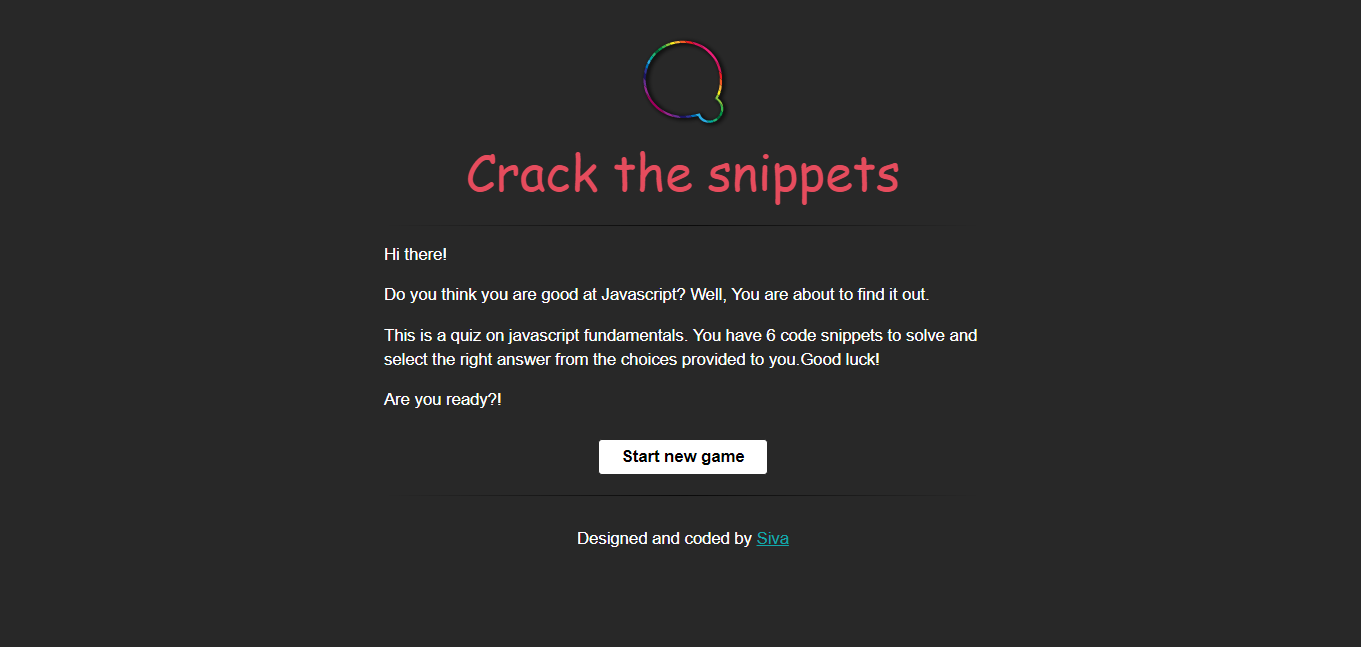 Crack the snippets
Hi there!
Do you think you are good at Javascript? Well, You are about to find it out.
This is a quiz on javascript fundamentals. You have 6 code snippets to solve and
select the right answer from the choices provided to you.Good luck!
Are you ready?!
Start new game
Designed and coded by Siva